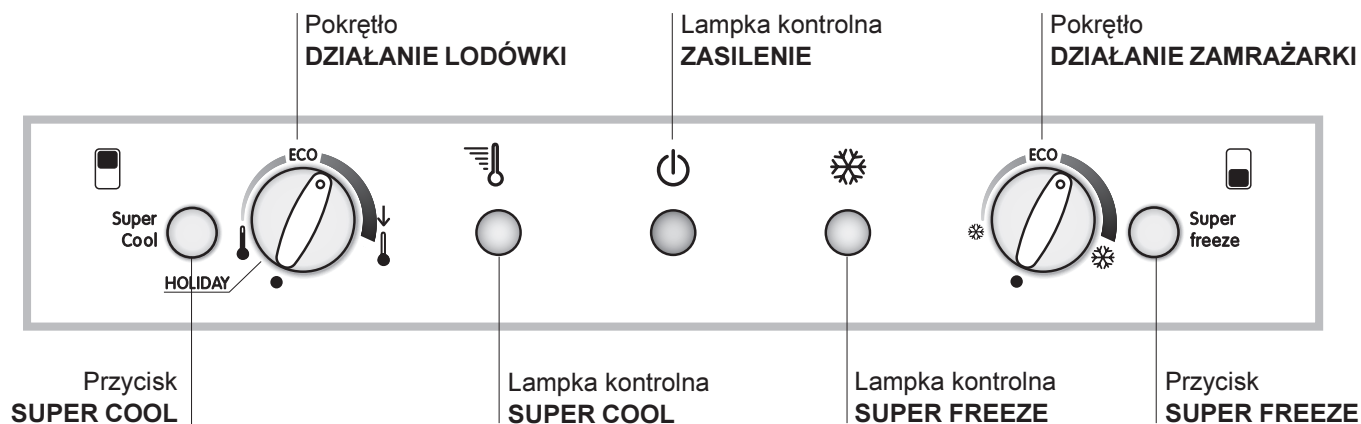 Pokrętło
DZIAŁANIE LODÓWKI
Lampka kontrolna
ZASILENIE
Pokrętło
DZIAŁANIE ZAMRAŻARKI
ECO
ECO
Super
Cool
Super
freeze
HOLIDAY
Przycisk
SUPER COOL
Lampka kontrolna
SUPER COOL
Lampka kontrolna
SUPER FREEZE
Przycisk
SUPER FREEZE